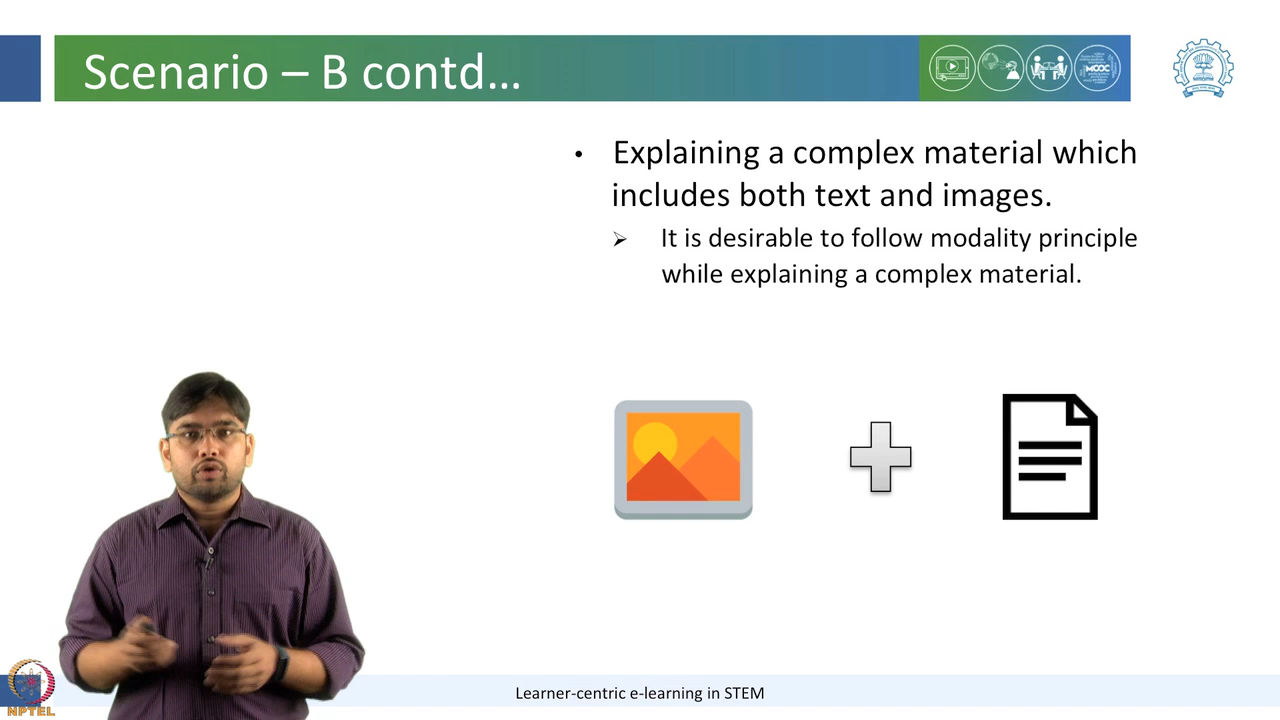 Scenario – B contd...
MOOC
• Explaining a complex material which
includes both text and images.
➢ It is desirable to follow modality principle
while explaining a complex material.
Learner-centric e-learning in STEM
NPTEL